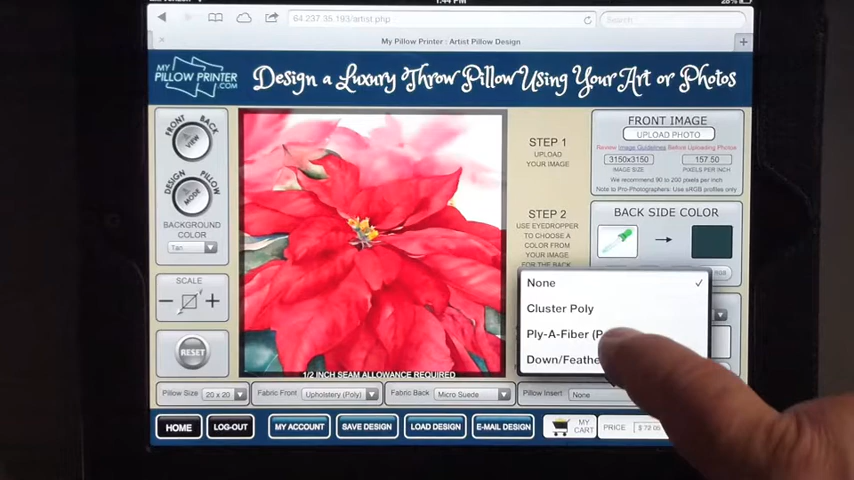 1:44 PM
28%
64.237.35.193/artist.php
Search
My Pillow Printer : Artist Pillow Design
MY
PILLOW PRINTER
.COM
Design a Luxury Throw Pillow Using Your Art or Photos
FRONT BACK
VIEW
DESIGN PILLOW
MODE
BACKGROUND
COLOR
Tan
SCALE
RESET
1/2 INCH SEAM ALLOWANCE REQUIRED
STEP 1
UPLOAD
YOUR IMAGE
STEP 2
USE EYEDROPPER
TO CHOOSE A
COLOR FROM
YOUR IMAGE
FOR THE BACK
FRONT IMAGE
UPLOAD PHOTO
Review Image Guidelines Before Uploading Photos
3150x3150
157.50
IMAGE SIZE
PIXELS PER INCH
We recommend 90 to 200 pixels per inch
Note to Pro-Photographers: Use sRGB profiles only
BACK SIDE COLOR
RGB
None
Cluster Poly
Ply-A-Fiber
Pillow Size
20 x 20
Fabric Front
Upholstery (Poly)
Fabric Back
Micro Suede
Pillow Insert:
None
HOME
LOG-OUT
MY ACCOUNT
SAVE DESIGN
LOAD DESIGN
E-MAIL DESIGN
MY
CART
PRICE
$ 72.00